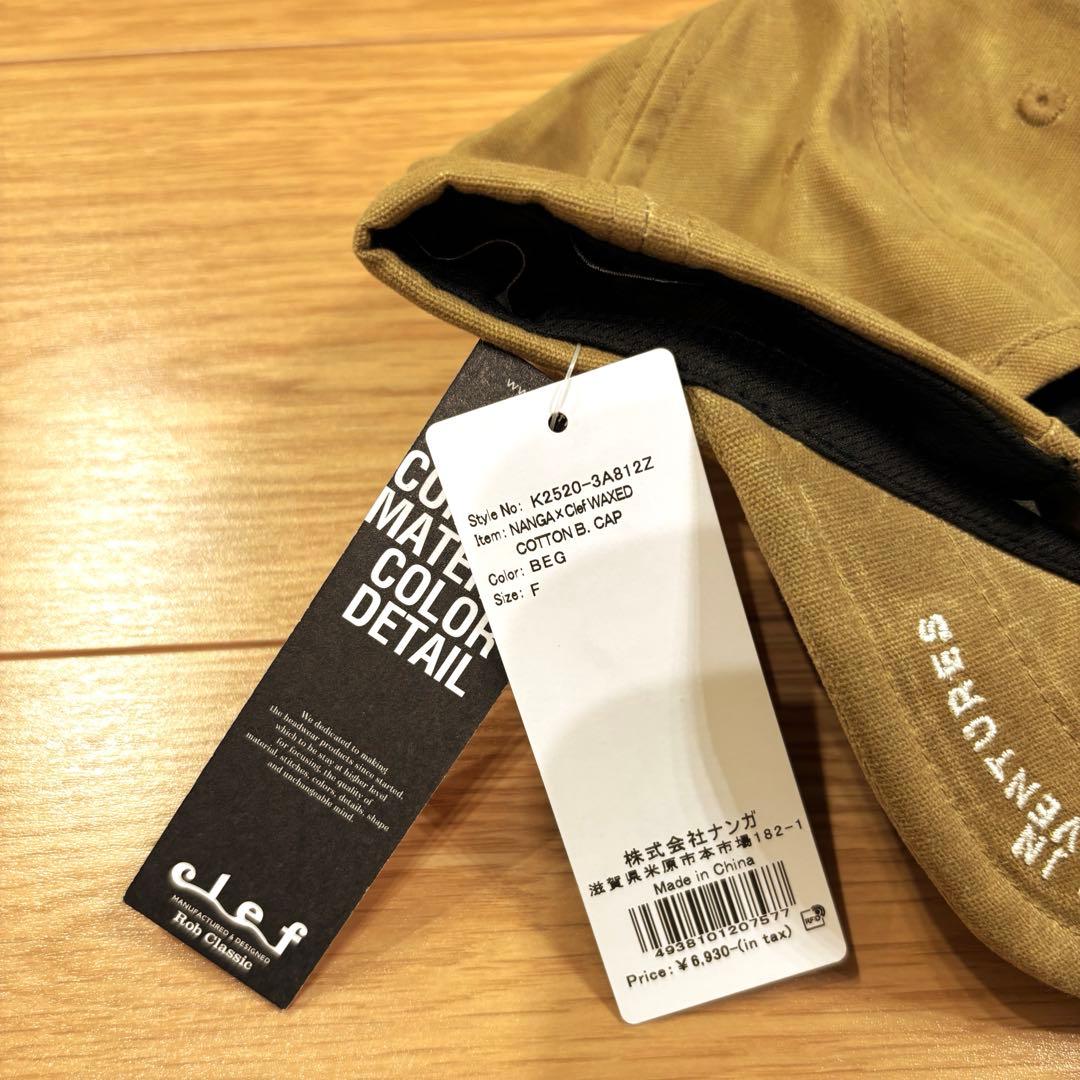 Style No: K2520-3A812Z
Item: NANGA×Clef WAXED
COTTON B. CAP
Color: BEG
Size: F
株式会社ナンガ
滋賀県米原市本市場182-1
Made in China
4938101207577
RFID
Price: ¥6,930-(in tax)
COLOR
DETAIL
We dedicated to making
the headwear products since started,
which to be stay at higher level
for focusing, the quality of
material, stitches, colors, details, shape
and unchangeable mind.
clef
MANUFACTURED & DESIGNED
Rob Classic